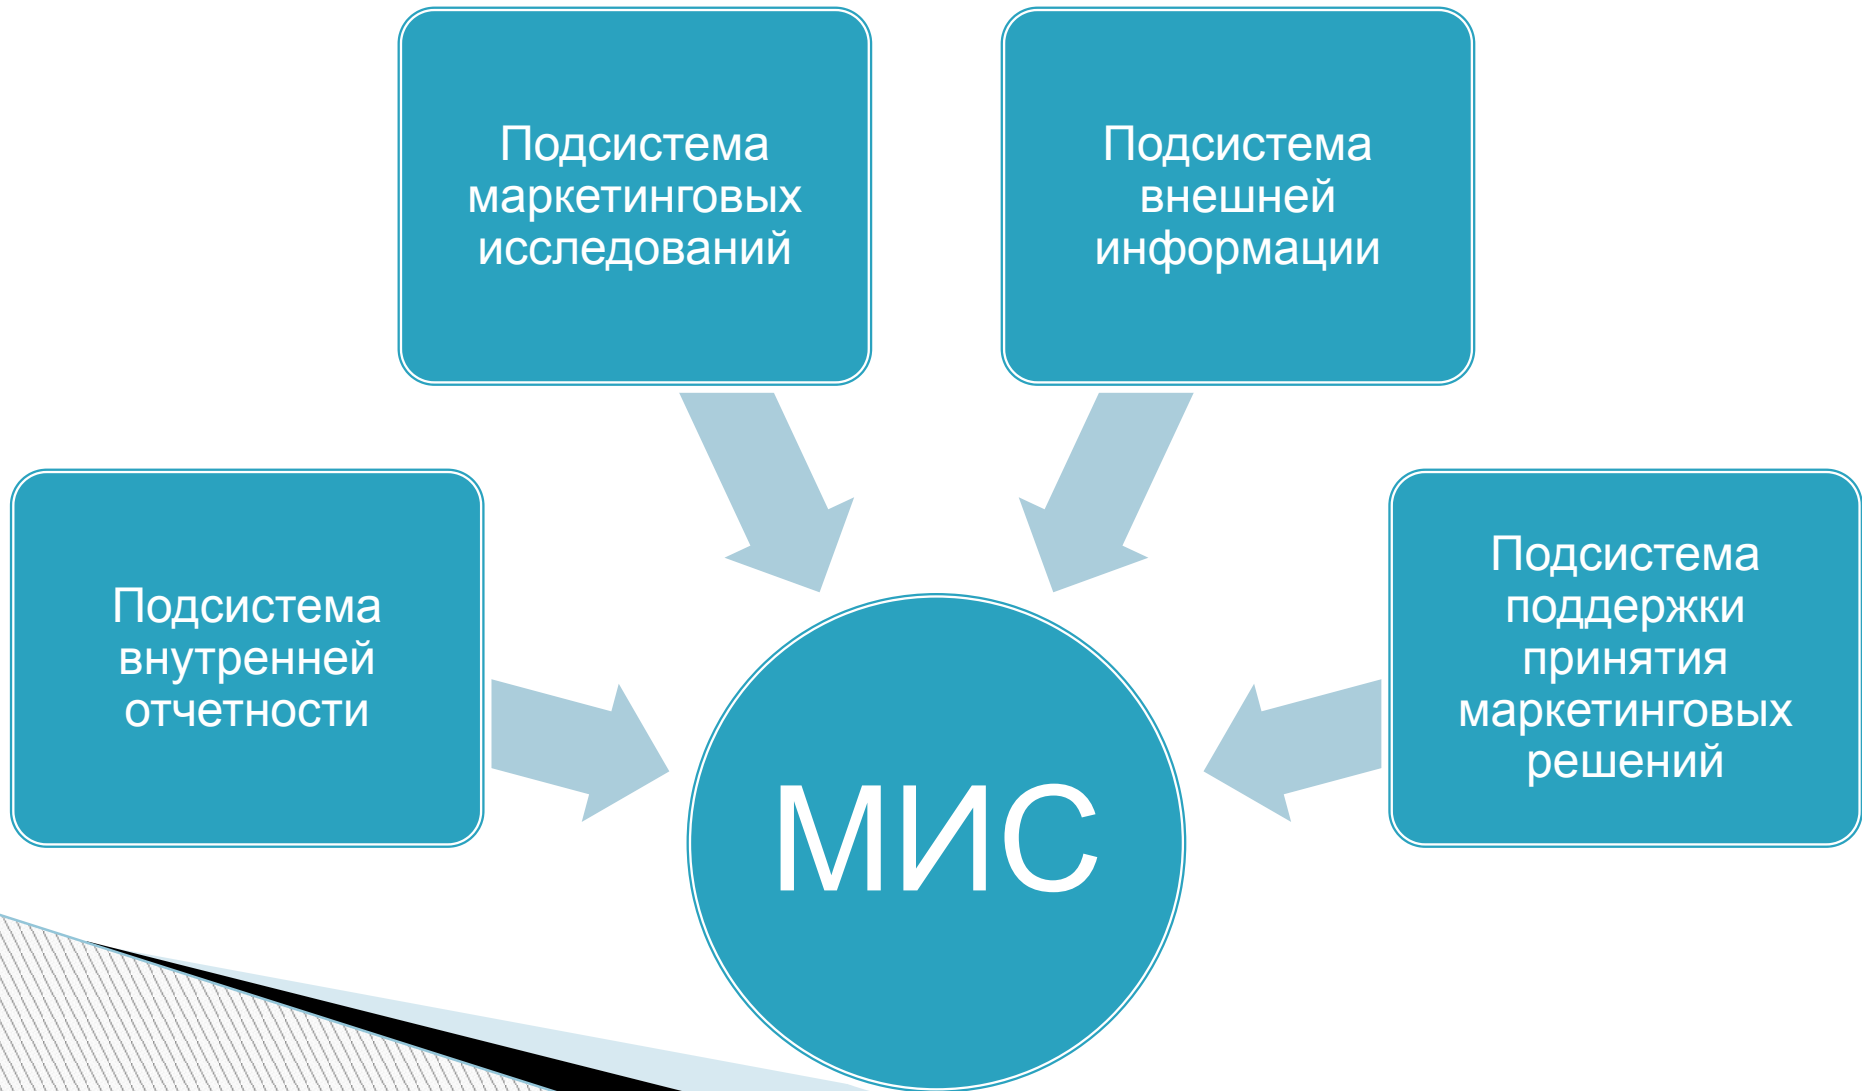 Подсистема
маркетинговых
исследований
Подсистема
внешней
информации
Подсистема
внутренней
отчетности
Подсистема
поддержки
принятия
маркетинговых
решений
МИС